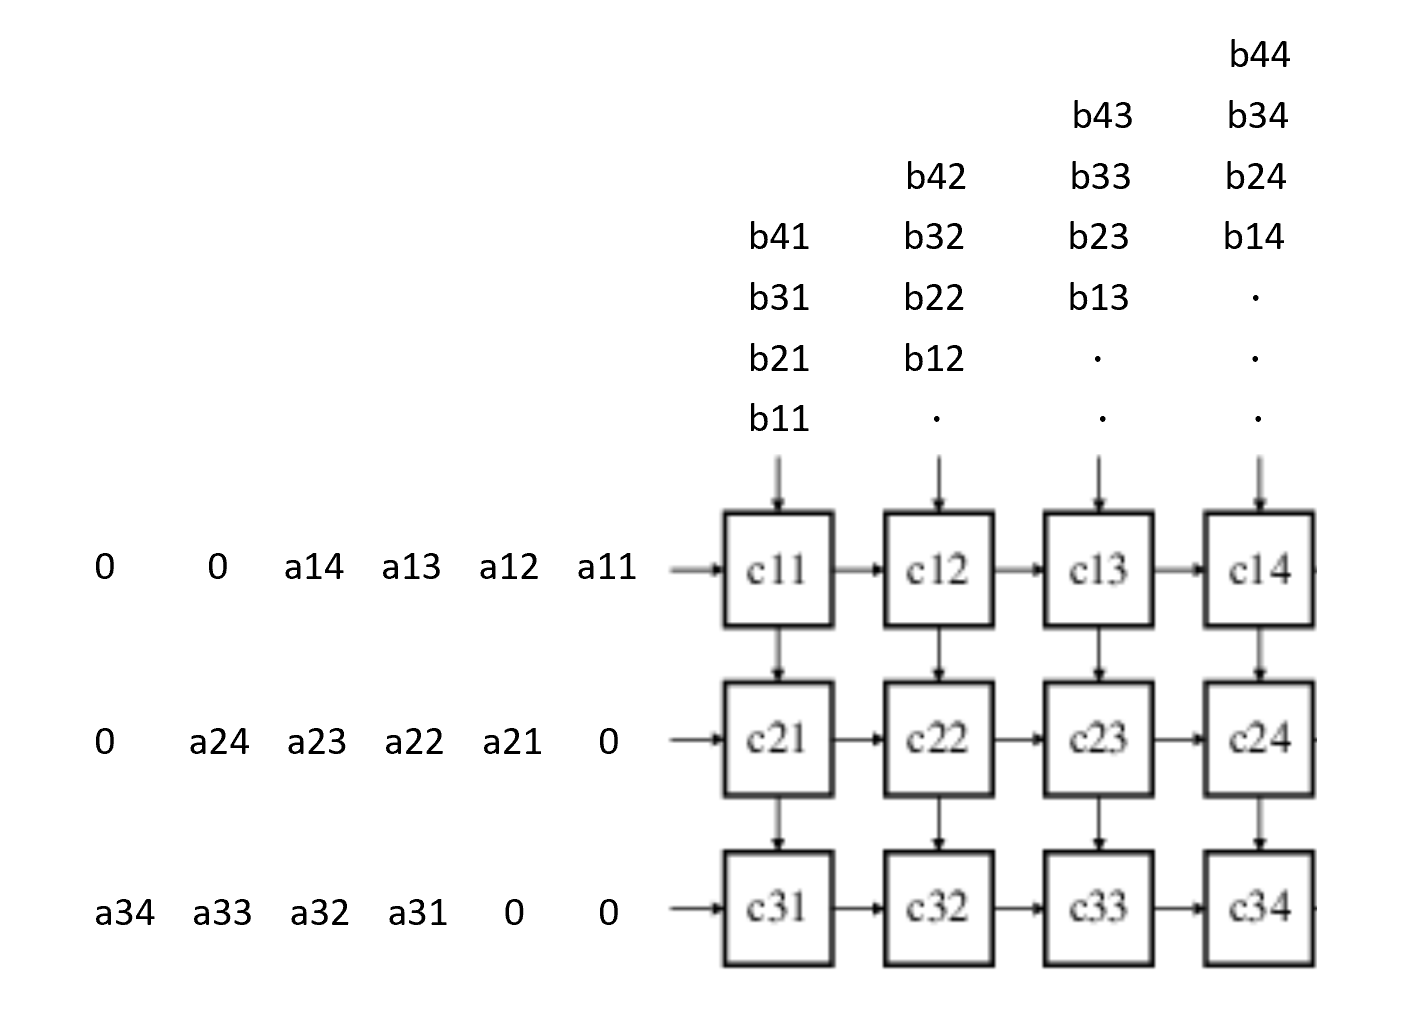 b44
b43 b34
b42 b33 b24
b41 b32 b23 b14
b31 b22 b13 ·
b21 b12 · ·
b11 · · ·
0 0 a14 a13 a12 a11 c11 c12 c13 c14
0 a24 a23 a22 a21 0 c21 c22 c23 c24
a34 a33 a32 a31 0 0 c31 c32 c33 c34